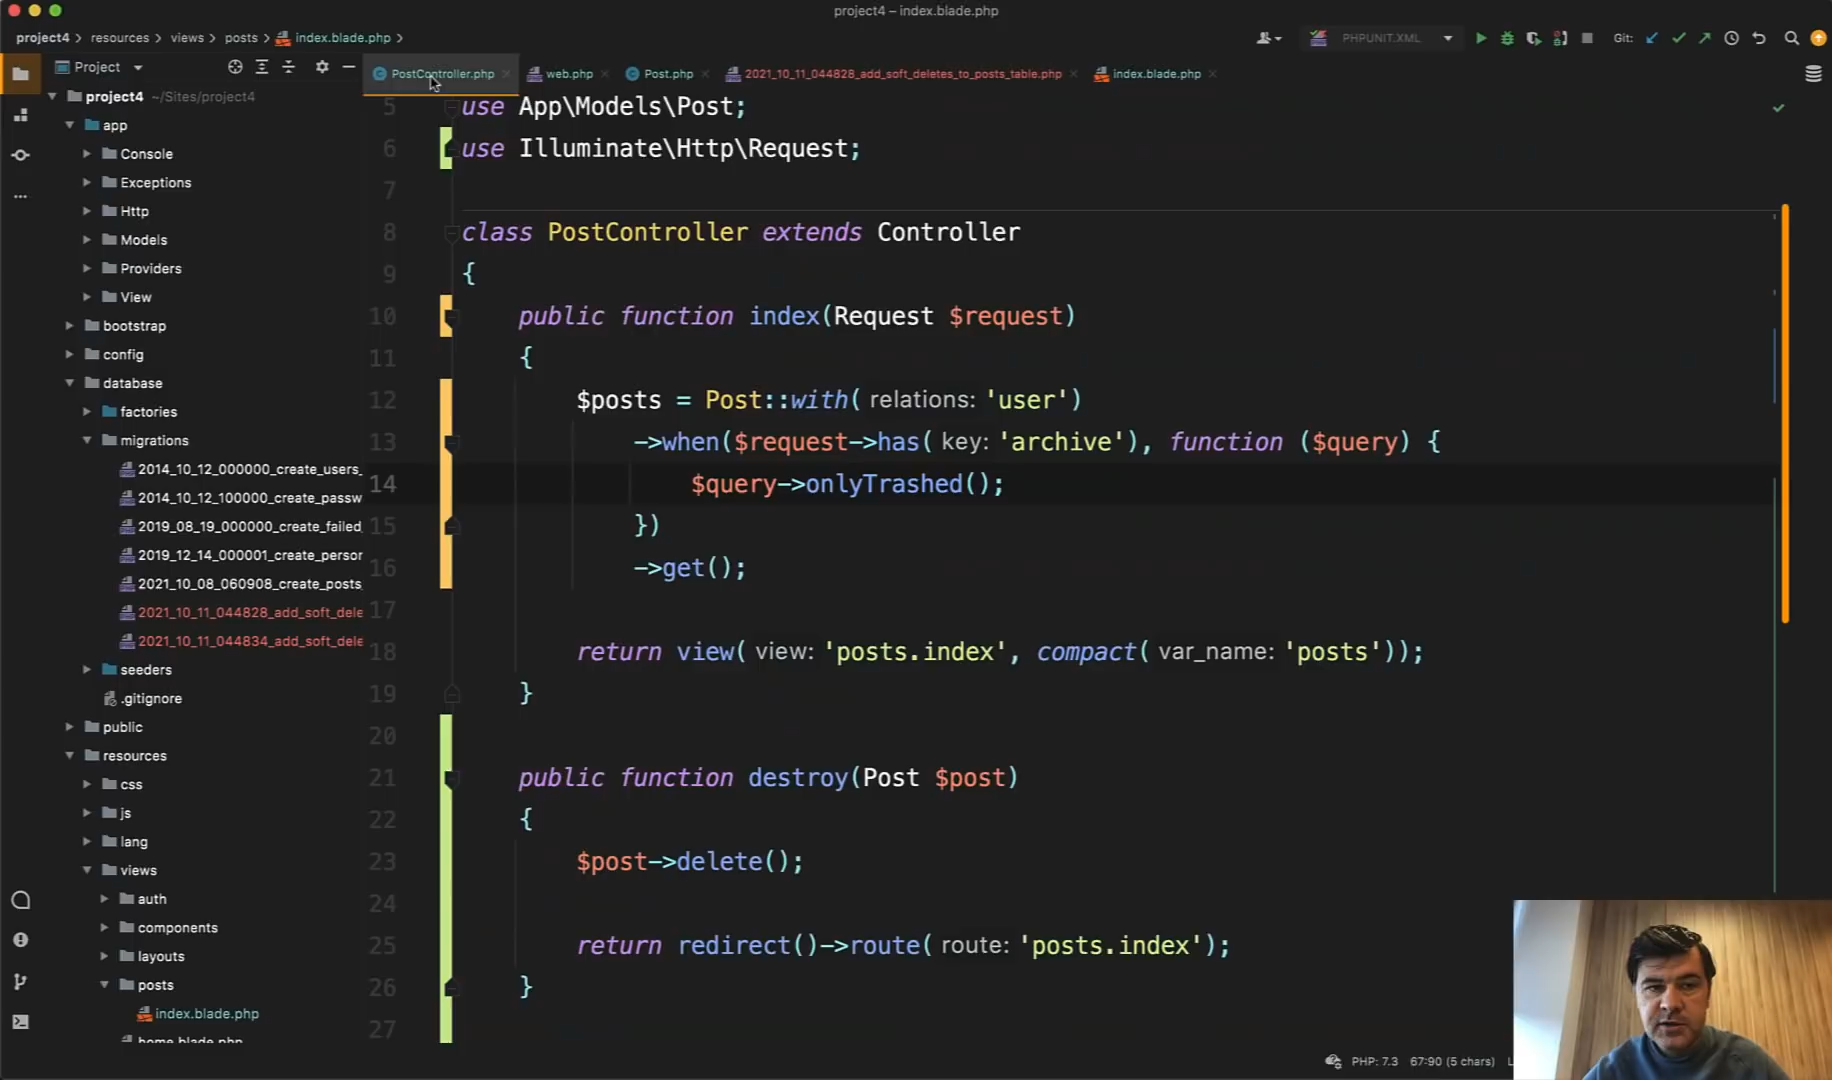 project4 – index.blade.php
project4 > resources > views > posts > index.blade.php >
PHPUNIT.XML
Git:
Project
PostController.php
web.php
Post.php
2021_10_11_044828_add_soft_deletes_to_posts_table.php
index.blade.php
project4 ~/Sites/project4
app
Console
Exceptions
Http
Models
Providers
View
bootstrap
config
database
factories
migrations
2014_10_12_000000_create_users_
2014_10_12_100000_create_passw
2019_08_19_000000_create_failed_
2019_12_14_000001_create_persor
2021_10_08_060908_create_posts_
2021_10_11_044828_add_soft_dele
2021_10_11_044834_add_soft_dele
seeders
.gitignore
public
resources
css
js
lang
views
auth
components
layouts
posts
index.blade.php
home.blade.php
5 use App\Models\Post;
6 use Illuminate\Http\Request;
7
8 class PostController extends Controller
9 {
10 public function index(Request $request)
11 {
12 $posts = Post::with( relations: 'user')
13 ->when($request->has( key: 'archive'), function ($query) {
14 $query->onlyTrashed();
15 })
16 ->get();
17
18 return view( view: 'posts.index', compact( var_name: 'posts'));
19 }
20
21 public function destroy(Post $post)
22 {
23 $post->delete();
24
25 return redirect()->route( route: 'posts.index');
26 }
27
PHP: 7.3 67:90 (5 chars)